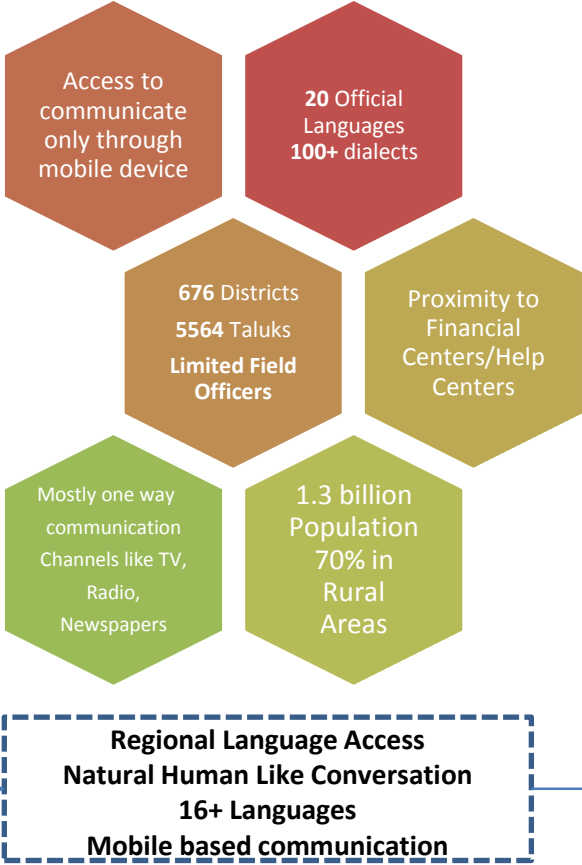 Access to
communicate
only through
mobile device
20 Official
Languages
100+ dialects
676 Districts
5564 Taluks
Limited Field
Officers
Proximity to
Financial
Centers/Help
Centers
Mostly one way
communication
Channels like TV,
Radio,
Newspapers
1.3 billion
Population
70% in
Rural
Areas
Regional Language Access
Natural Human Like Conversation
16+ Languages
Mobile based communication